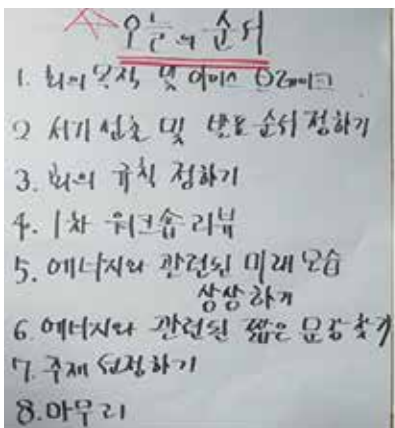 오늘의 순서
1. 회의 목적 및 아이스 브레이크
2 서기 선출 및 발표 순서 정하기
3. 회의 규칙 정하기
4. 1차 워크숍 리뷰
5. 에너지와 관련된 미래 모습
상상하기
6. 에너지와 관련된 짧은 문장 찾기
7. 주제 선정하기
8. 마무리